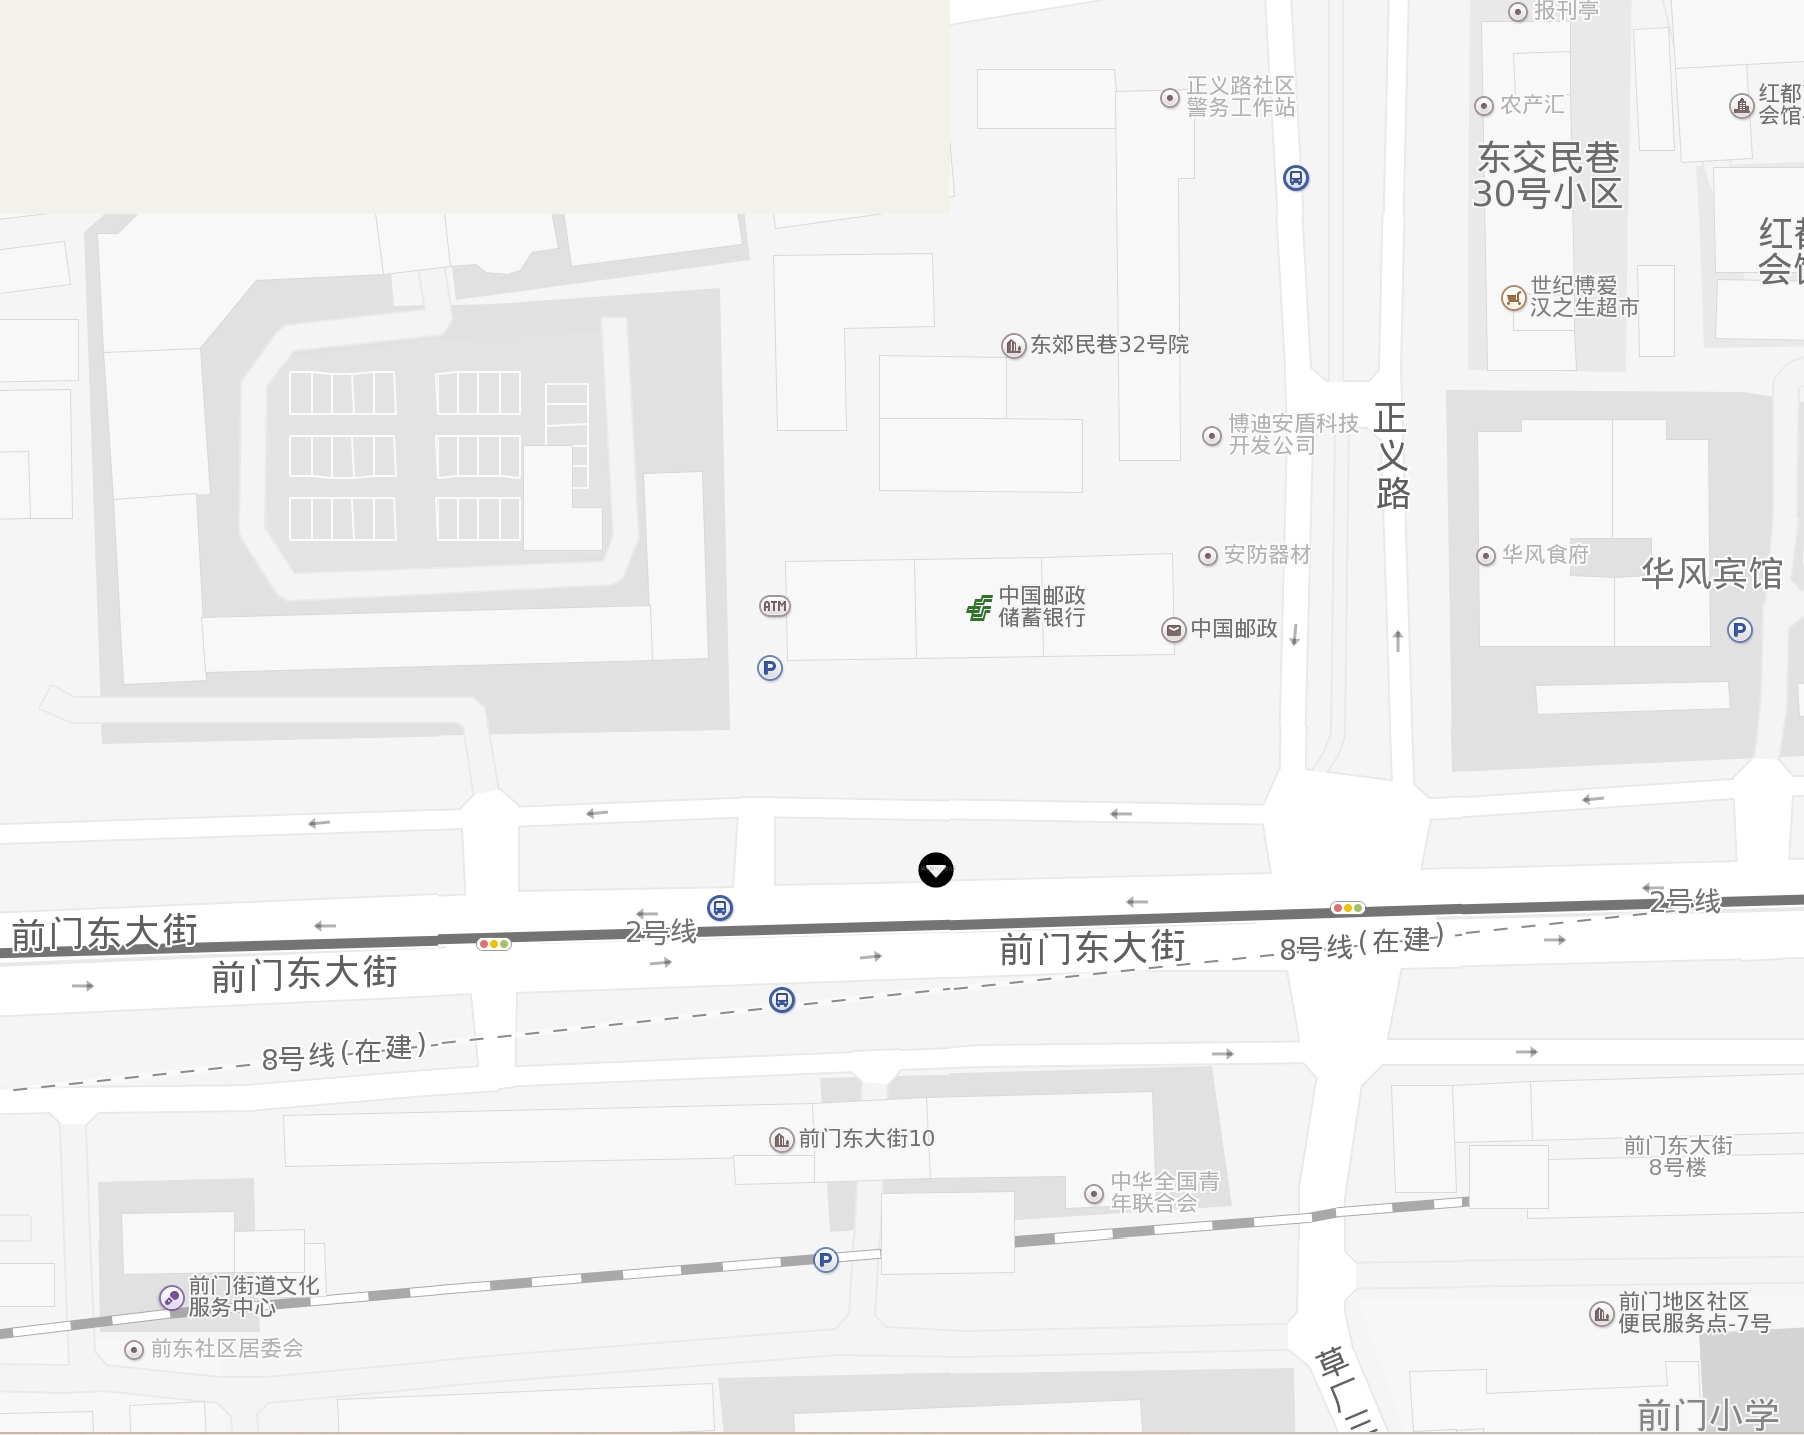 报刊亭
正义路社区
警务工作站
农产汇
红都
会馆
东交民巷
30号小区
红都
会馆
世纪博爱
汉之生超市
东郊民巷32号院
正义路
博迪安盾科技
开发公司
安防器材
华风食府
华风宾馆
ATM
中国邮政
储蓄银行
中国邮政
P
P
前门东大街
2号线
2号线
前门东大街
8号线(在建)
前门东大街
8号线(在建)
前门东大街10
前门东大街
8号楼
中华全国青
年联合会
P
前门街道文化
服务中心
前门地区社区
便民服务点-7号
前东社区居委会
草厂三
前门小学